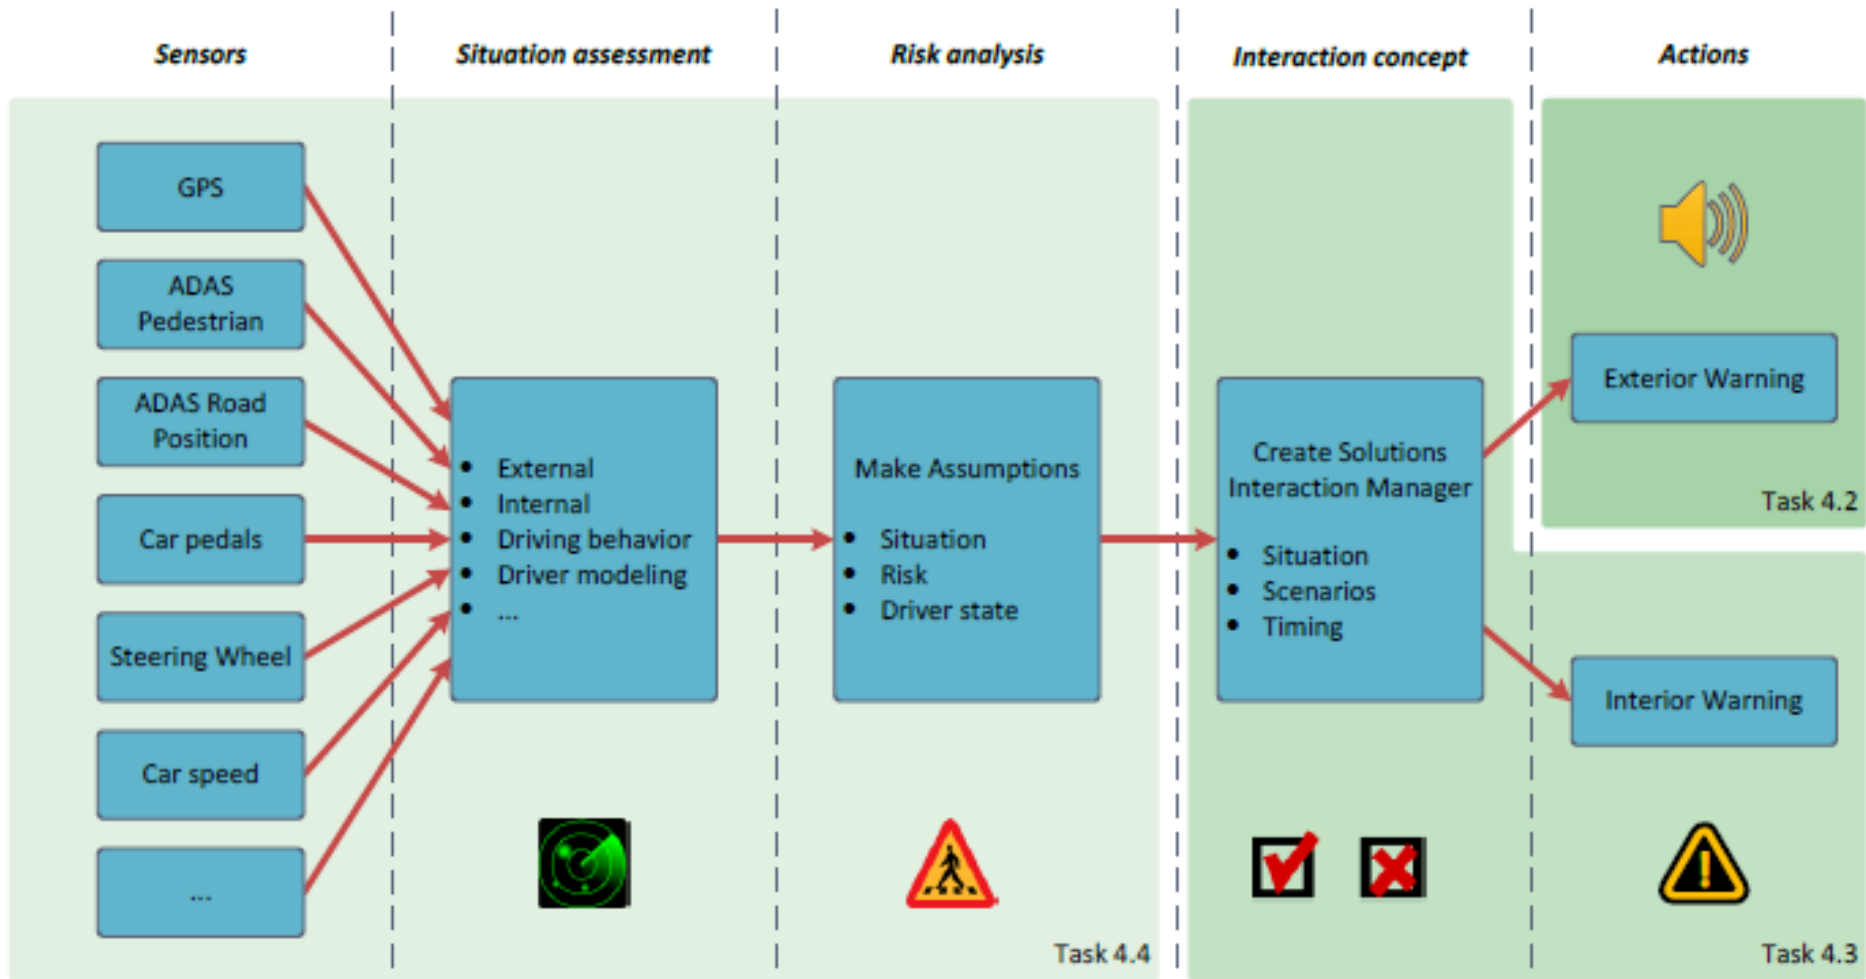 Sensors
Situation assessment
Risk analysis
Interaction concept
Actions
GPS
ADAS
Pedestrian
ADAS Road
Position
Car pedals
Steering Wheel
Car speed
...
• External
• Internal
• Driving behavior
• Driver modeling
• ...
Make Assumptions
• Situation
• Risk
• Driver state
Task 4.4
Create Solutions
Interaction Manager
• Situation
• Scenarios
• Timing
Exterior Warning
Task 4.2
Interior Warning
Task 4.3